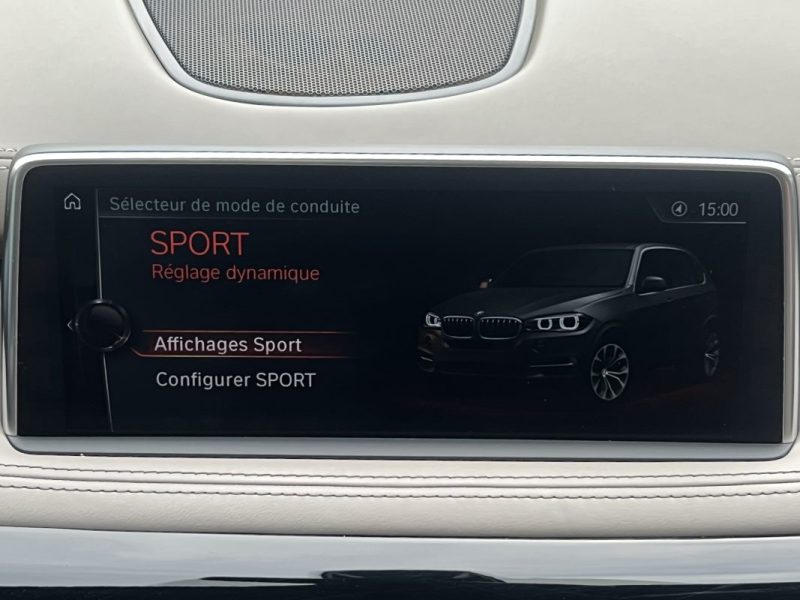 Sélecteur de mode de conduite
15:00
SPORT
Réglage dynamique
Affichages Sport
Configurer SPORT